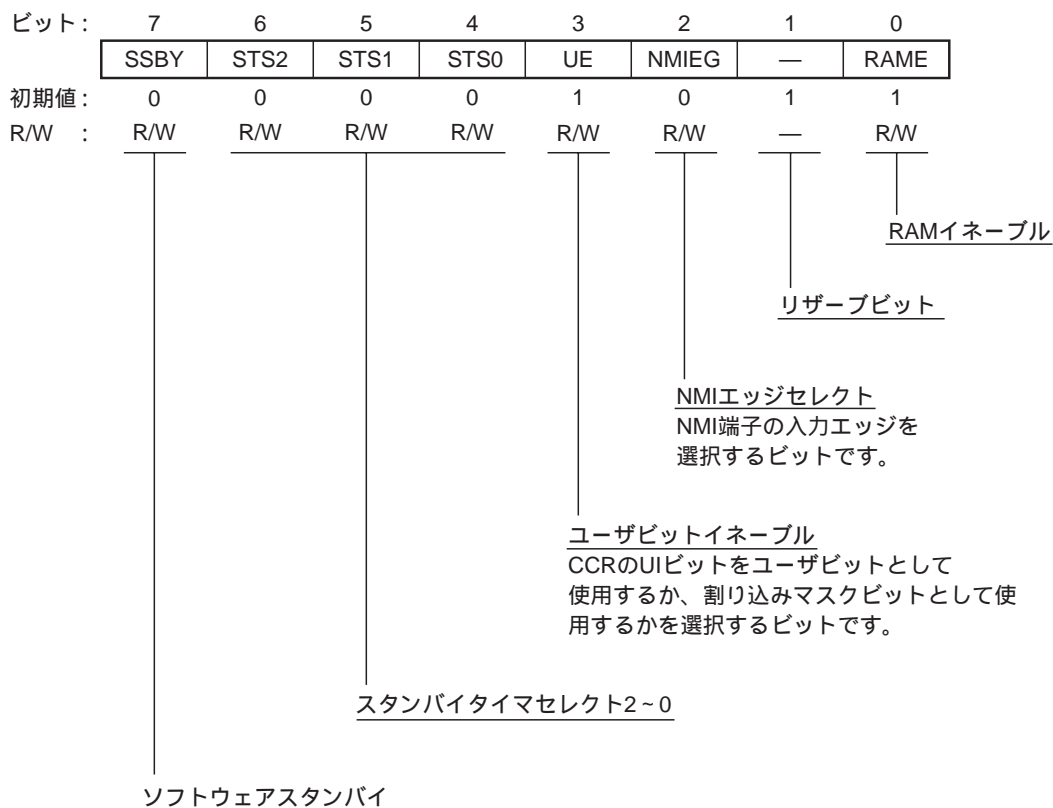 ビット : 7 6 5 4 3 2 1 0
SSBY STS2 STS1 STS0 UE NMIEG — RAME
初期値 : 0 0 0 0 1 0 1 1
R/W : R/W R/W R/W R/W R/W R/W — R/W
RAMイネーブル
リザーブビット
NMIエッジセレクト
NMI端子の入力エッジを
選択するビットです。
ユーザビットイネーブル
CCRのUIビットをユーザビットとして
使用するか、割り込みマスクビットとして使
用するかを選択するビットです。
スタンバイタイマセレクト2~0
ソフトウェアスタンバイ